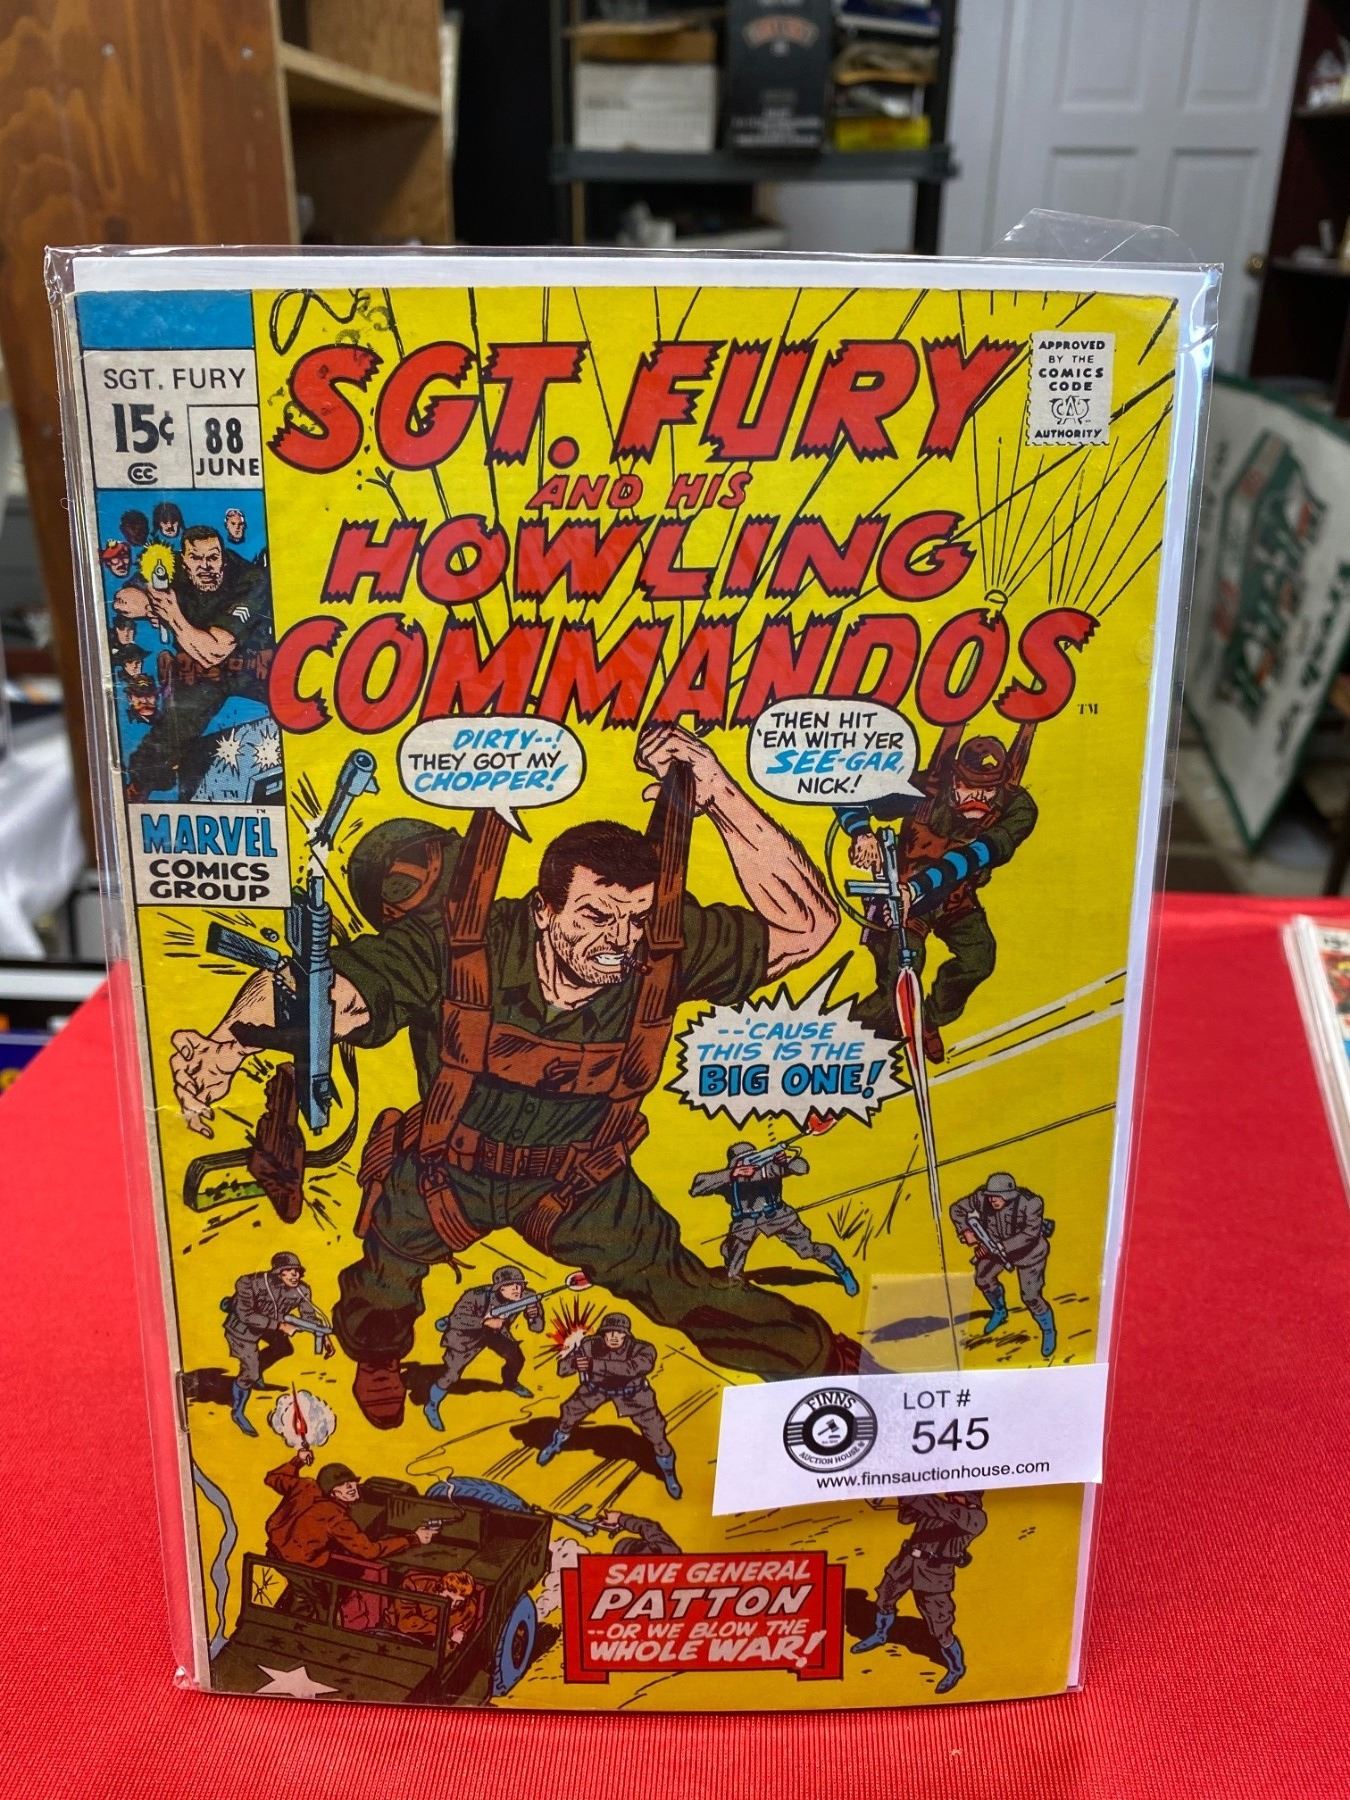 SGT. FURY
15¢
88
JUNE
CC
SGT. FURY
AND HIS
HOWLING
COMMANDOS
TM
APPROVED
BY THE
COMICS
CODE
CA
AUTHORITY
TM
TM
MARVEL
COMICS
GROUP
DIRTY--!
THEY GOT MY
CHOPPER!
THEN HIT
'EM WITH YER
SEE-GAR,
NICK!
--'CAUSE
THIS IS THE
BIG ONE!
FINNS
AUCTION HOUSE
LOT #
545
www.finnsauctionhouse.com
SAVE GENERAL
PATTON
--OR WE BLOW THE
WHOLE WAR!